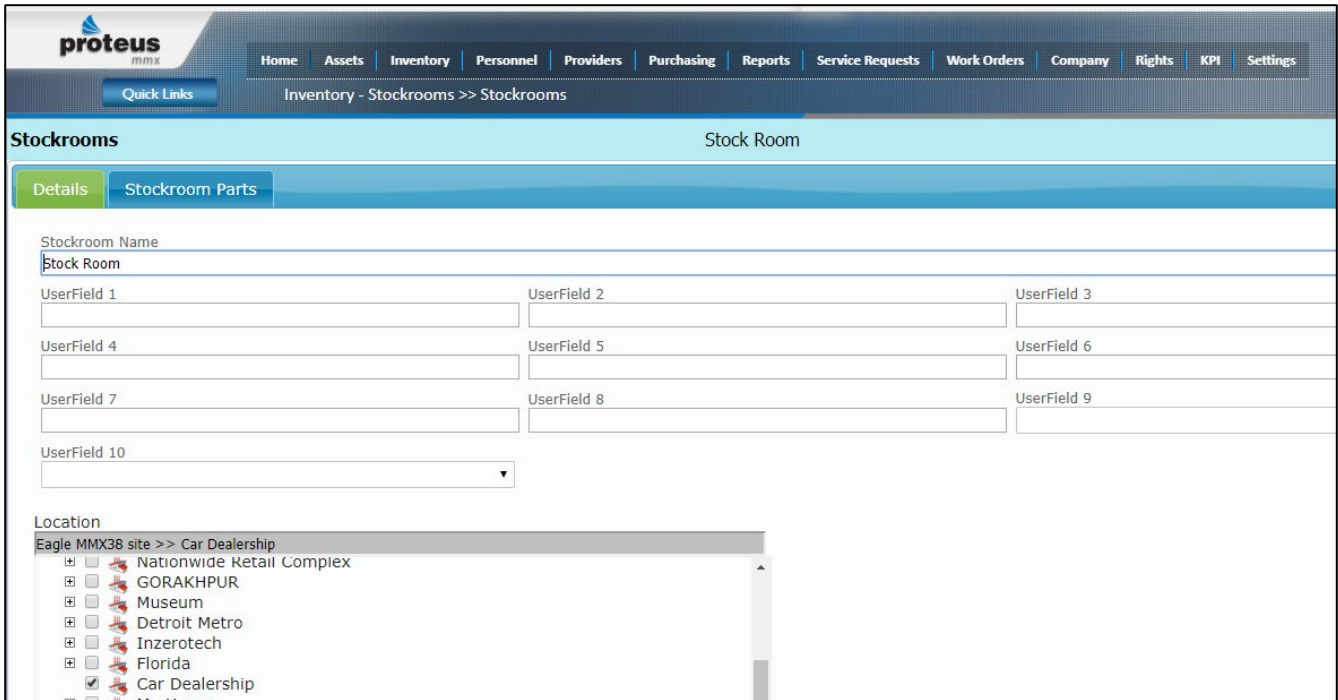 proteus
mmx
Home Assets Inventory Personnel Providers Purchasing Reports Service Requests Work Orders Company Rights KPI Settings
Quick Links Inventory - Stockrooms >> Stockrooms
Stockrooms Stock Room
Details Stockroom Parts
Stockroom Name
Stock Room
UserField 1 UserField 2 UserField 3
UserField 4 UserField 5 UserField 6
UserField 7 UserField 8 UserField 9
UserField 10
Location
Eagle MMX38 site >> Car Dealership
Nationwide Retail Complex
GORAKHPUR
Museum
Detroit Metro
Inzerotech
Florida
Car Dealership